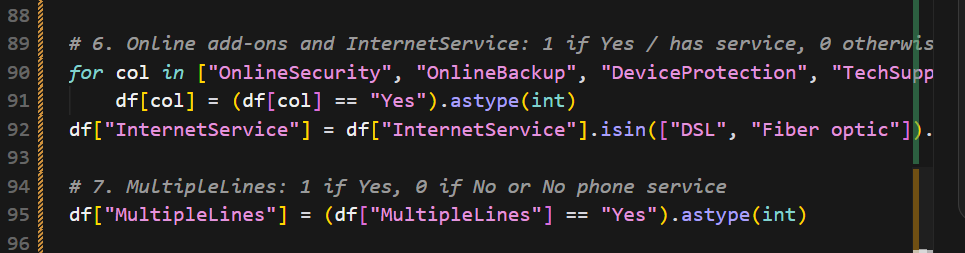 88
89 # 6. Online add-ons and InternetService: 1 if Yes / has service, 0 otherwis
90 for col in ["OnlineSecurity", "OnlineBackup", "DeviceProtection", "TechSupp
91 df[col] = (df[col] == "Yes").astype(int)
92 df["InternetService"] = df["InternetService"].isin(["DSL", "Fiber optic"]).
93
94 # 7. MultipleLines: 1 if Yes, 0 if No or No phone service
95 df["MultipleLines"] = (df["MultipleLines"] == "Yes").astype(int)
96